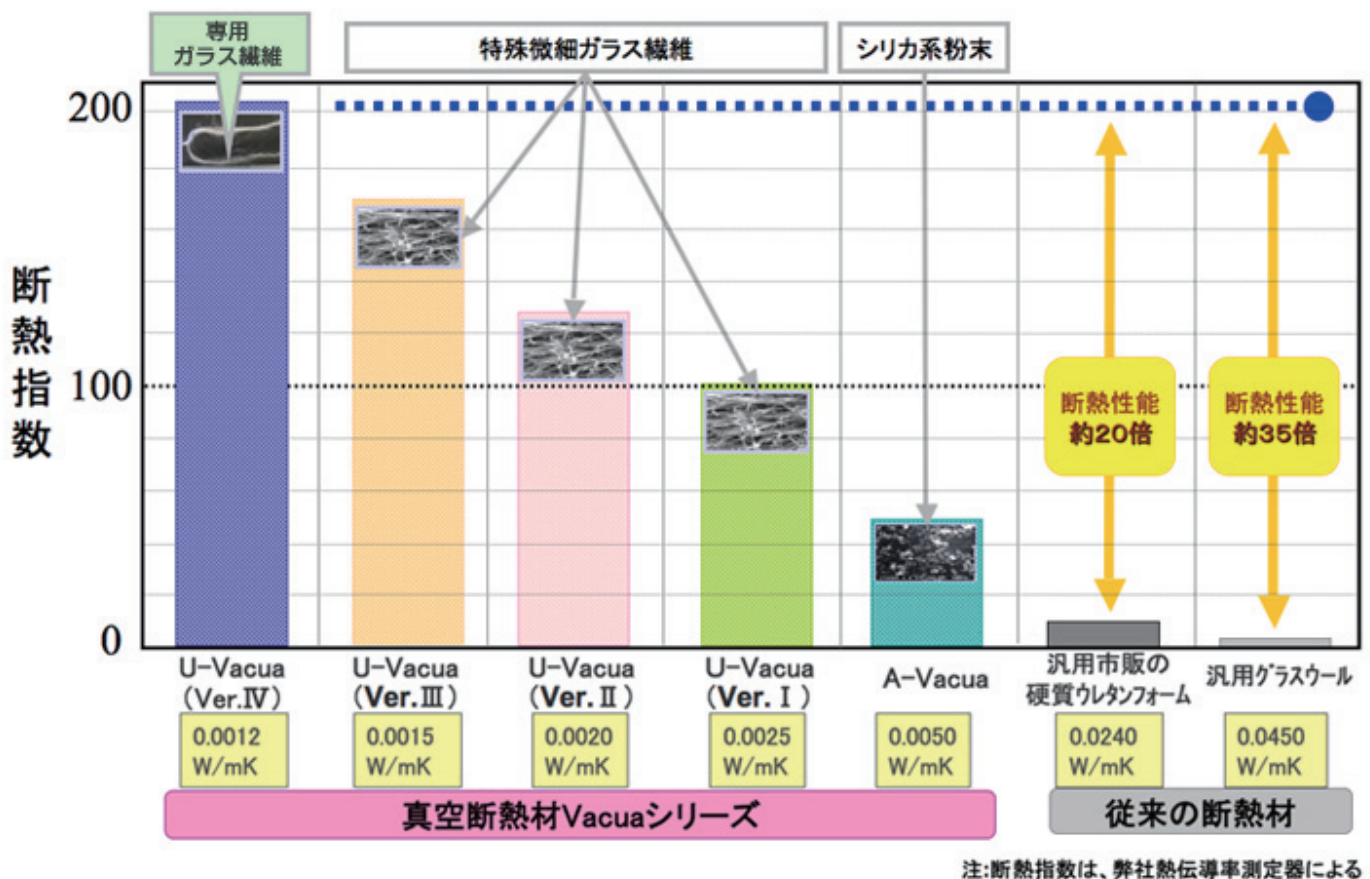 専用
ガラス繊維
特殊微細ガラス繊維
シリカ系粉末
200
100
0
断熱指数
断熱性能
約20倍
断熱性能
約35倍
U-Vacua
(Ver.Ⅳ)
U-Vacua
(Ver.Ⅲ)
U-Vacua
(Ver.Ⅱ)
U-Vacua
(Ver.Ⅰ)
A-Vacua
汎用市販の
硬質ウレタンフォーム
汎用グラスウール
0.0012
W/mK
0.0015
W/mK
0.0020
W/mK
0.0025
W/mK
0.0050
W/mK
0.0240
W/mK
0.0450
W/mK
真空断熱材Vacuaシリーズ
従来の断熱材
注:断熱指数は、弊社熱伝導率測定器による